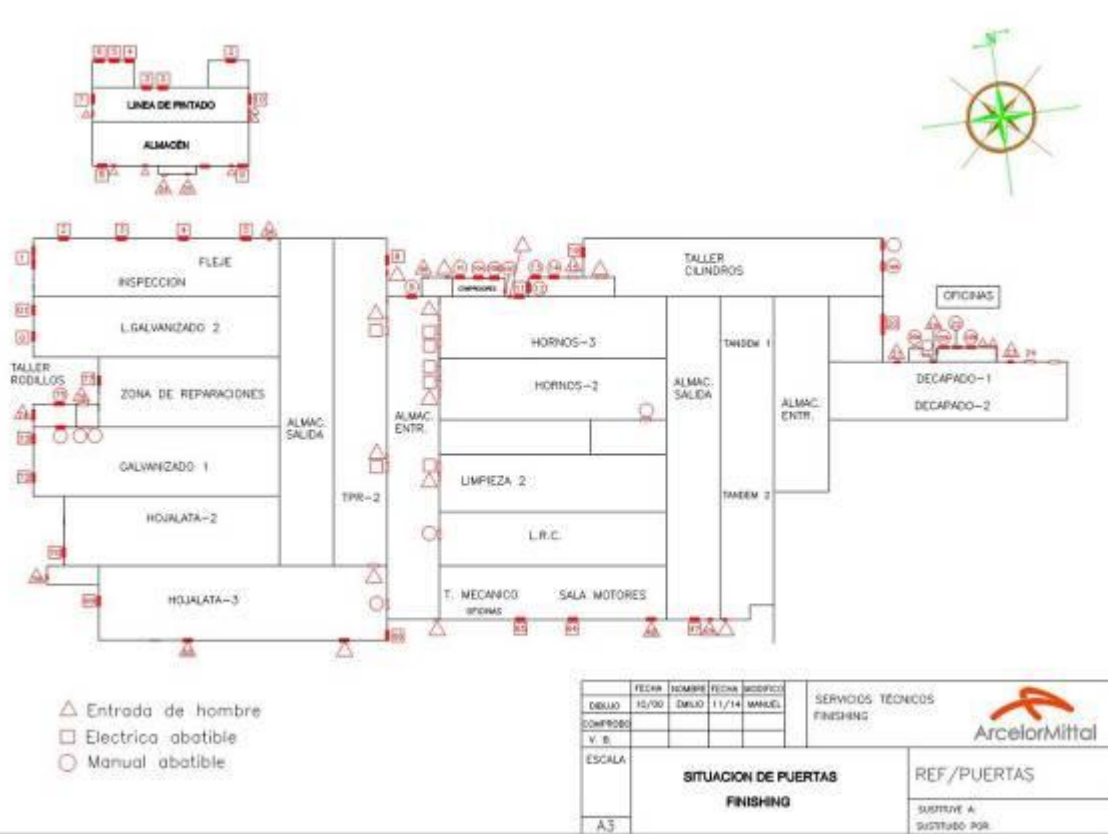 N
LINEA DE PINTADO
ALMACÉN
FLEJE
INSPECCION
L.GALVANIZADO 2
TALLER
RODILLOS
ZONA DE REPARACIONES
GALVANIZADO 1
HOJALATA-2
HOJALATA-3
ALMAC.
SALIDA
TPR-2
ALMAC.
ENTR.
COMPRESORES
HORNOS-3
HORNOS-2
LIMPIEZA 2
L.R.C.
T. MECANICO
OFICINAS
SALA MOTORES
ALMAC.
SALIDA
TALLER
CILINDROS
TANDEM 1
TANDEM 2
ALMAC.
ENTR.
OFICINAS
DECAPADO-1
DECAPADO-2
Entrada de hombre
Electrica abatible
Manual abatible
FECHA NOMBRE FECHA MODIFICO
DIBUJO 10/00 EMILIO 11/14 MANUEL
COMPROBO
V. B.
ESCALA
A3
SERVICIOS TECNICOS
FINISHING
ArcelorMittal
SITUACION DE PUERTAS
FINISHING
REF/PUERTAS
SUSTITUYE A:
SUSTITUIDO POR: